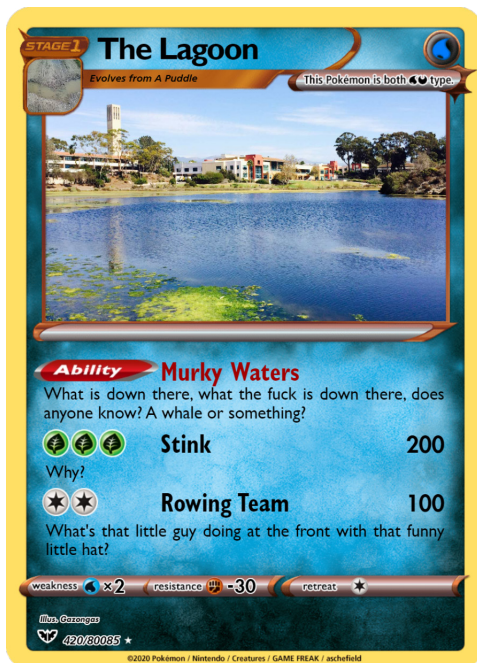 STAGE 1
The Lagoon
Evolves from A Puddle
This Pokémon is both type.
Ability
Murky Waters
What is down there, what the fuck is down there, does
anyone know? A whale or something?
Stink 200
Why?
Rowing Team 100
What's that little guy doing at the front with that funny
little hat?
weakness ×2 resistance -30 retreat
Illus. Gazongas
420/80085
©2020 Pokémon / Nintendo / Creatures / GAME FREAK / aschefield